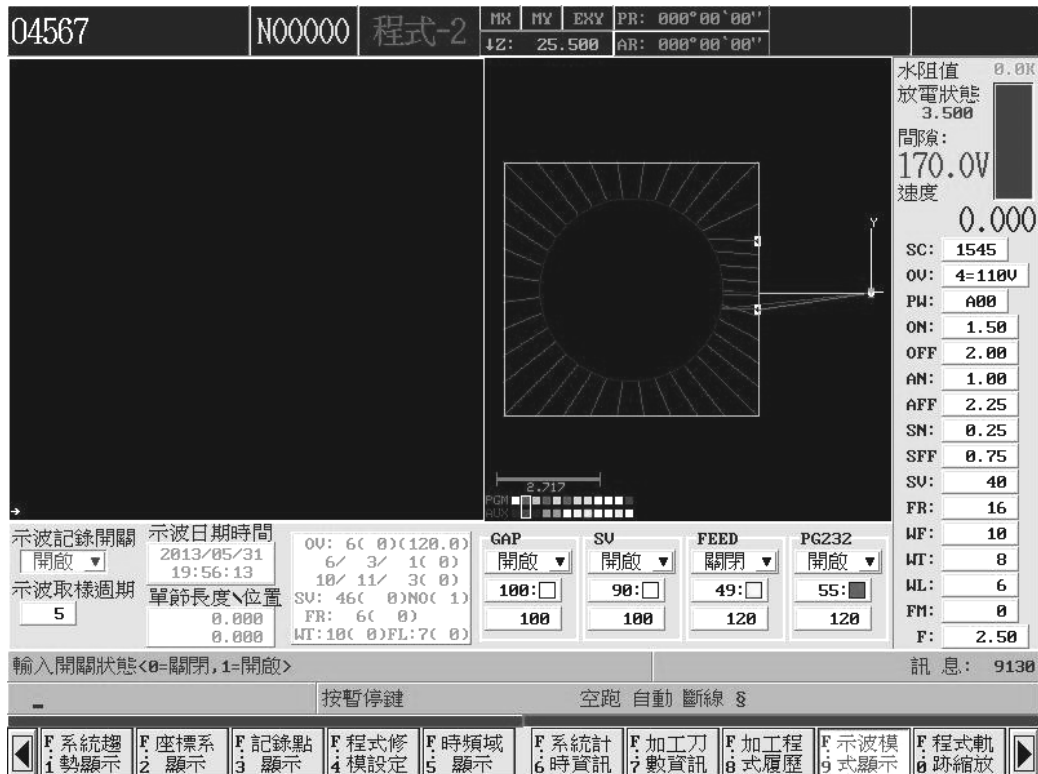 O4567 N00000 程式-2 MX MY EXY PR: 000°00`00''
↓Z: 25.500 AR: 000°00`00''
水阻值 0.0K
放電狀態
3.500
間隙:
170.0V
速度
0.000
Y
SC: 1545
OV: 4=110V
PW: A00
ON: 1.50
OFF 2.00
AN: 1.00
AFF 2.25
SN: 0.25
SFF 0.75
SV: 40
FR: 16
WF: 10
WT: 8
WL: 6
FM: 0
F: 2.50
2.717
PGM
AUX
示波記錄開關
開啟
示波取樣週期
5
示波日期時間
2013/05/31
19:56:13
單節長度、位置
0.000
0.000
OV: 6( 0)(120.0)
6/ 3/ 1( 0)
10/ 11/ 3( 0)
SV: 46( 0)NO( 1)
FR: 6( 0)
WT:10( 0)FL:7( 0)
GAP
開啟
100:
100
SV
開啟
90:
100
FEED
關閉
49:
120
PG232
開啟
55:
120
輸入開關狀態<0=關閉,1=開啟> 訊 息: 9130
_ 按暫停鍵 空跑 自動 斷線 §
F.1 系統趨勢顯示
F.2 座標系顯示
F.3 記錄點顯示
F.4 程式修模設定
F.5 時頻域顯示
F.6 系統計時資訊
F.7 加工刀數資訊
F.8 加工程式履歷
F.9 示波模式顯示
F.0 程式軌跡縮放